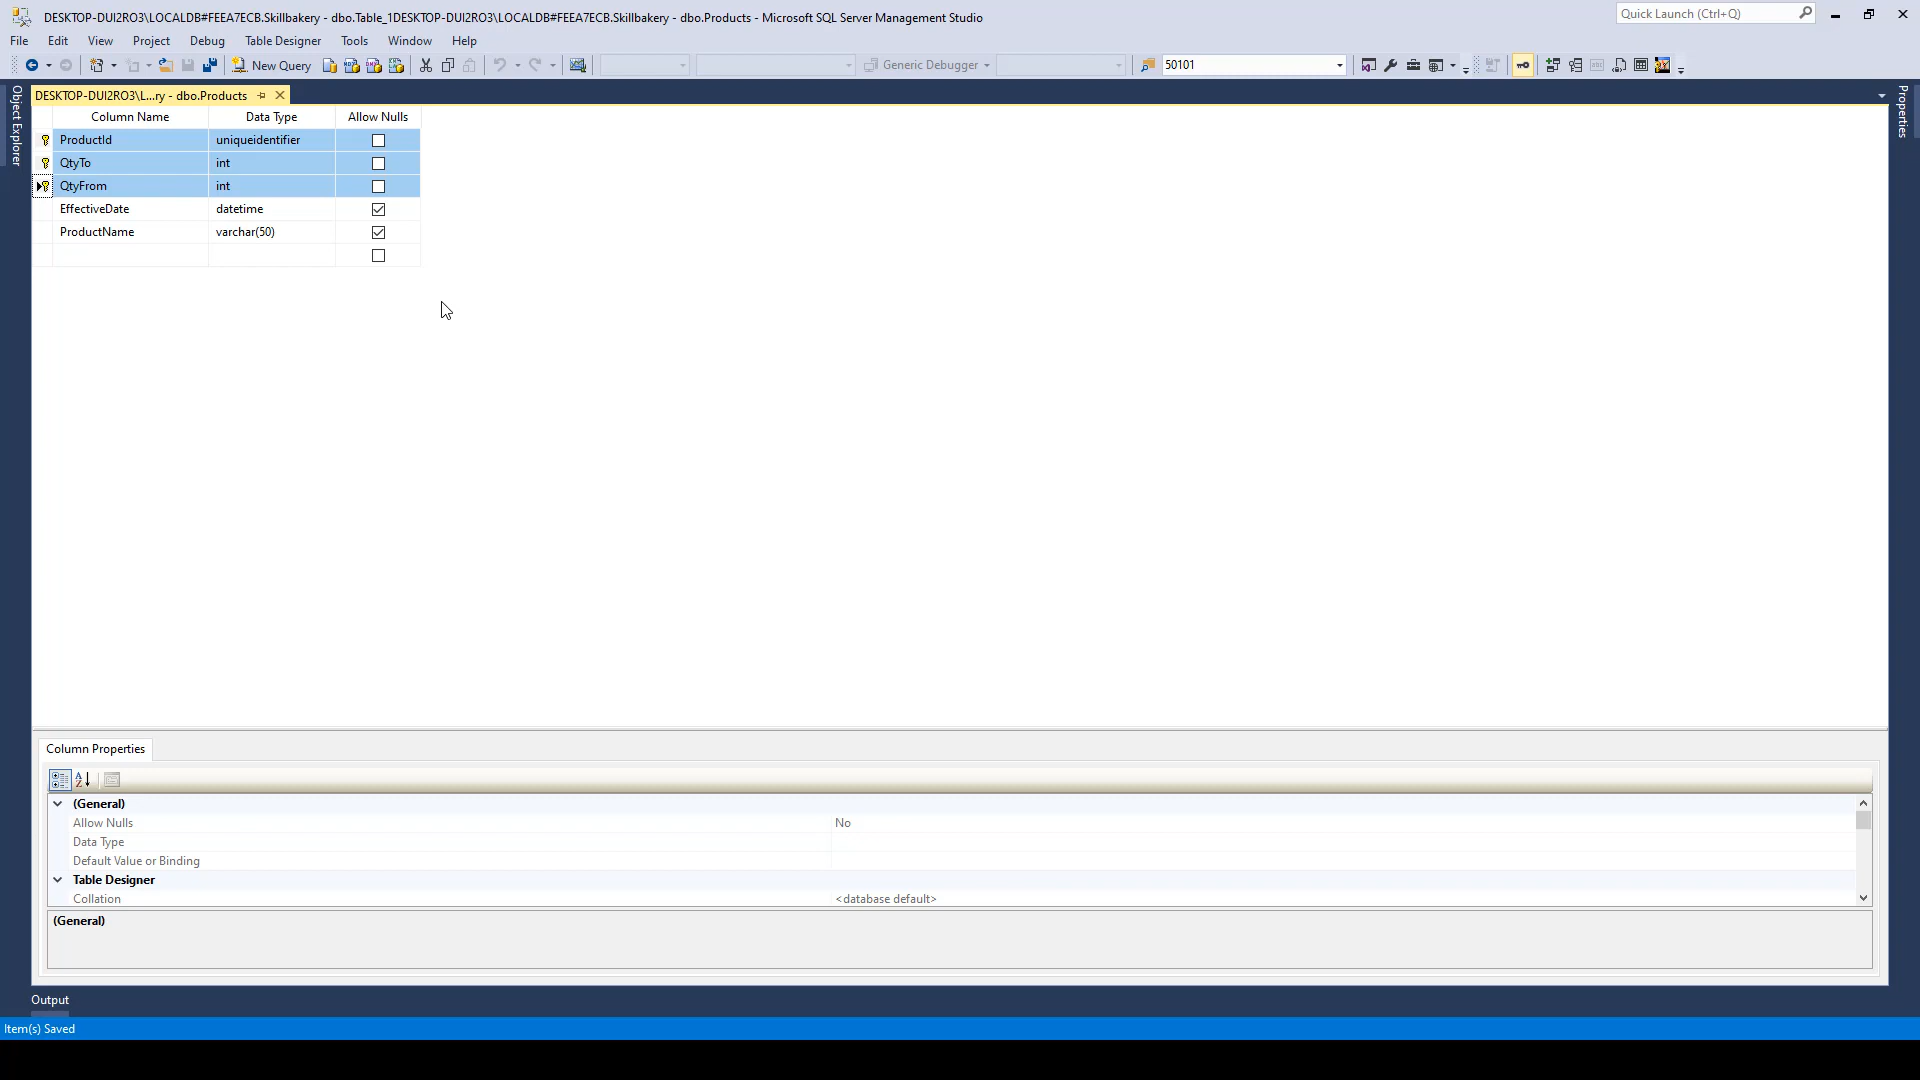 DESKTOP-DUI2RO3\LOCALDB#FEEA7ECB.Skillbakery - dbo.Table_1DESKTOP-DUI2RO3\LOCALDB#FEEA7ECB.Skillbakery - dbo.Products - Microsoft SQL Server Management Studio
Quick Launch (Ctrl+Q)
File Edit View Project Debug Table Designer Tools Window Help
New Query Generic Debugger 50101
Object Explorer
DESKTOP-DUI2RO3\L...ry - dbo.Products
Properties
Column Name Data Type Allow Nulls
ProductId uniqueidentifier
QtyTo int
QtyFrom int
EffectiveDate datetime
ProductName varchar(50)
Column Properties
(General)
Allow Nulls No
Data Type
Default Value or Binding
Table Designer
Collation <database default>
(General)
Output
Item(s) Saved